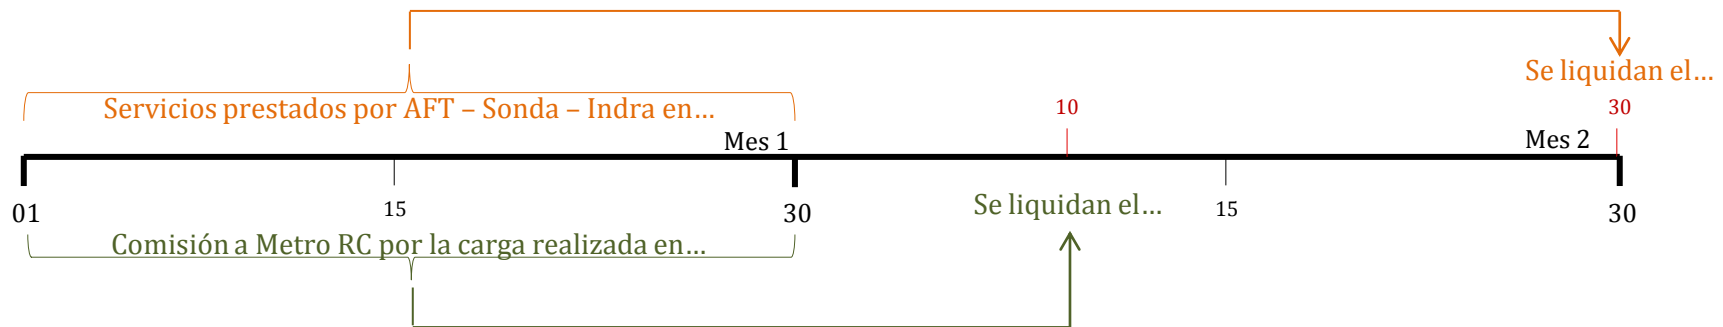 Se liquidan el…
Servicios prestados por AFT – Sonda – Indra en…
10
30
Mes 1
Mes 2
01
15
30
Se liquidan el…
15
30
Comisión a Metro RC por la carga realizada en…